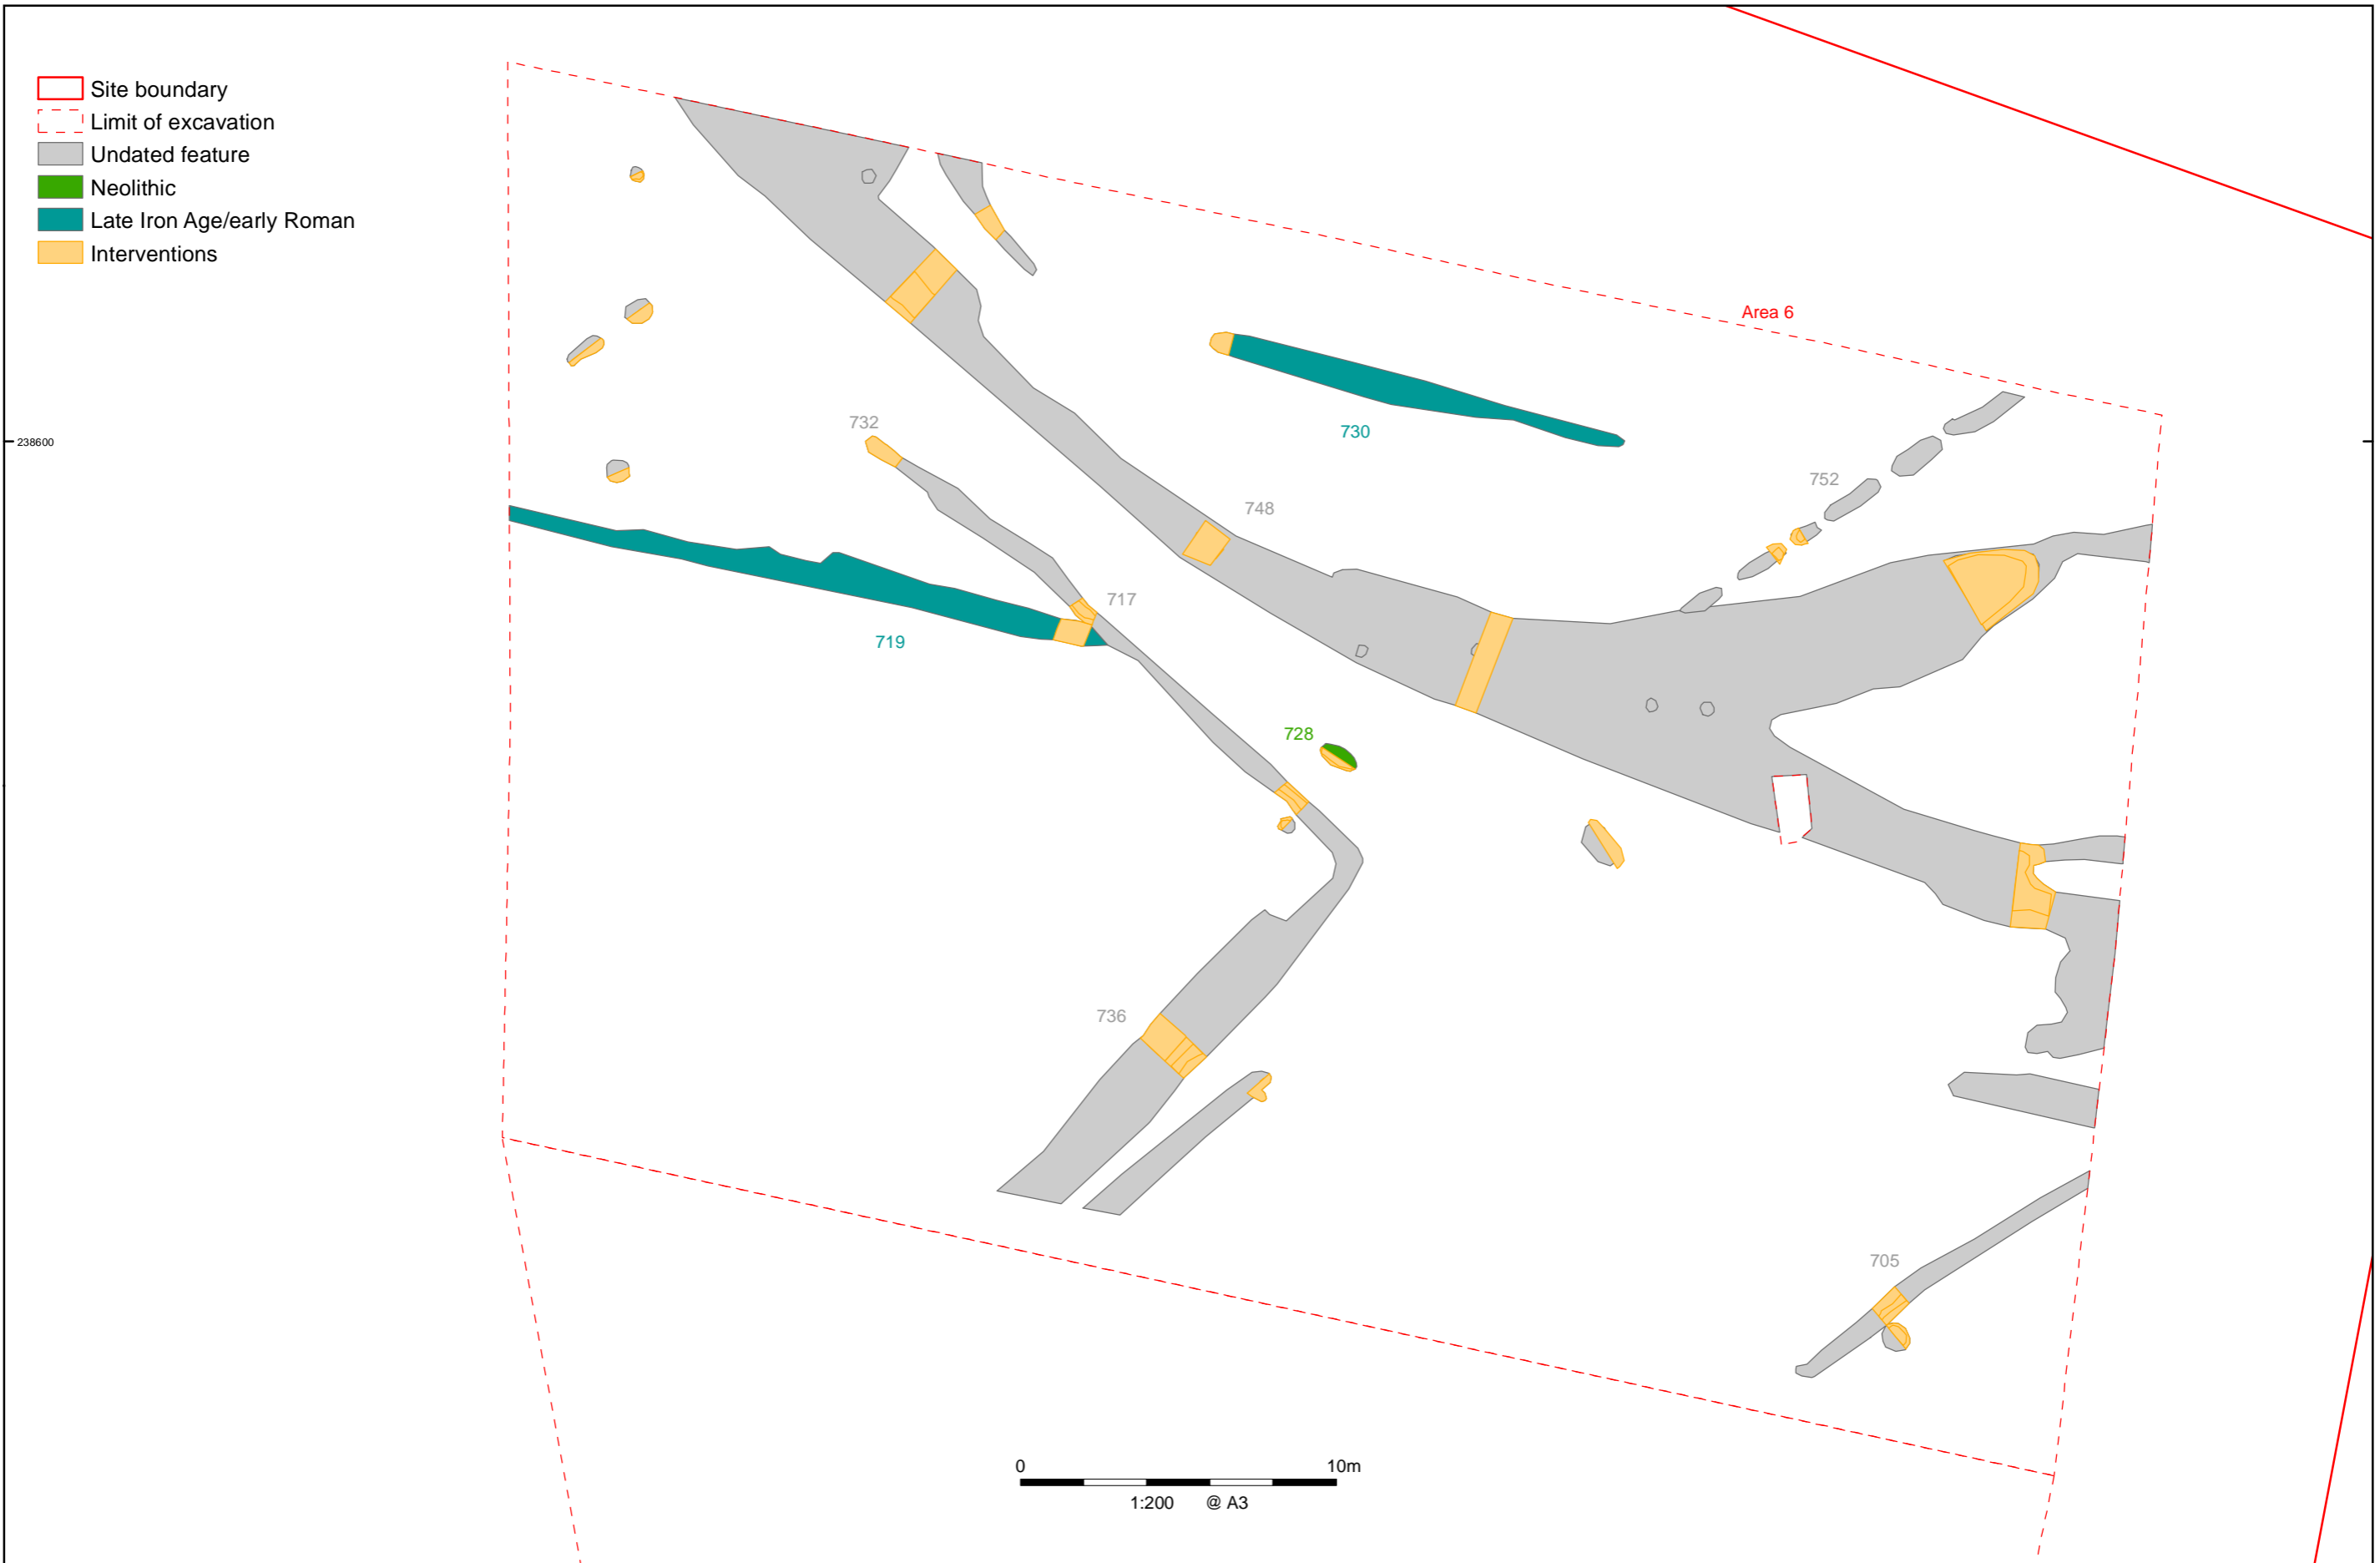 Site boundary
Limit of excavation
Undated feature
Neolithic
Late Iron Age/early Roman
Interventions
Area 6
732
730
238600
752
748
717
719
728
736
705
0 10m
1:200 @ A3